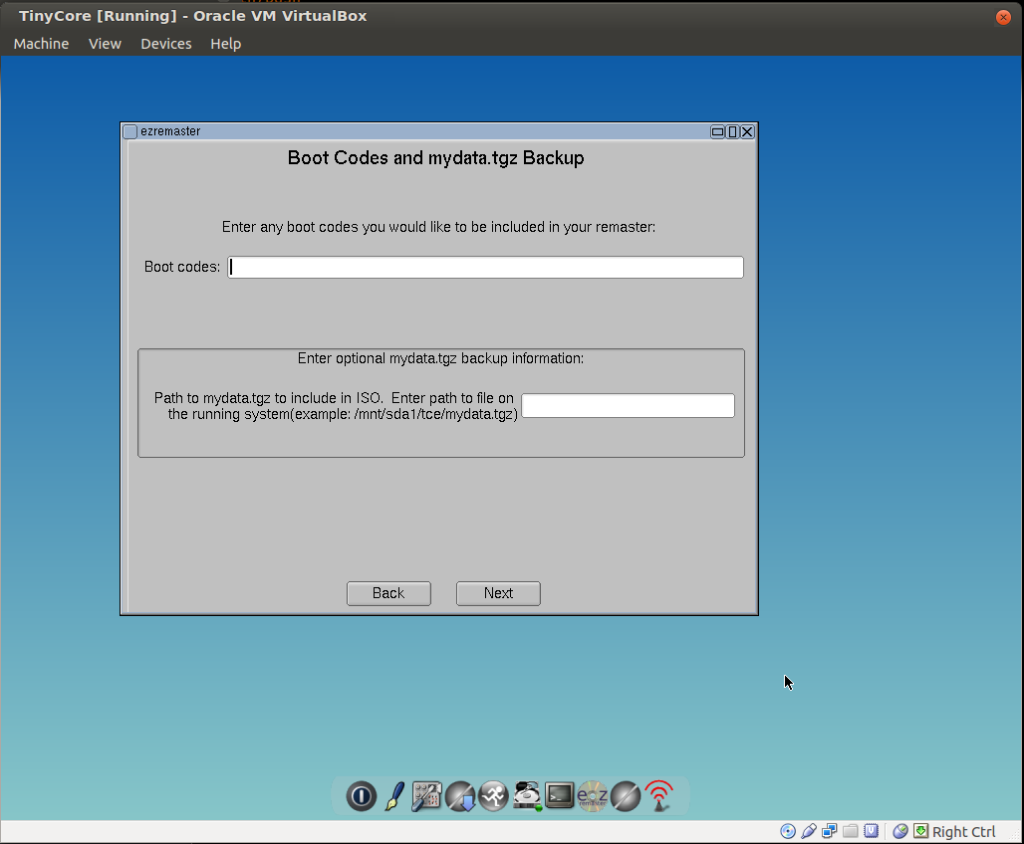 TinyCore [Running] - Oracle VM VirtualBox
Machine View Devices Help
ezremaster
Boot Codes and mydata.tgz Backup
Enter any boot codes you would like to be included in your remaster:
Boot codes:
Enter optional mydata.tgz backup information:
Path to mydata.tgz to include in ISO. Enter path to file on
the running system(example: /mnt/sda1/tce/mydata.tgz)
Back Next
Right Ctrl